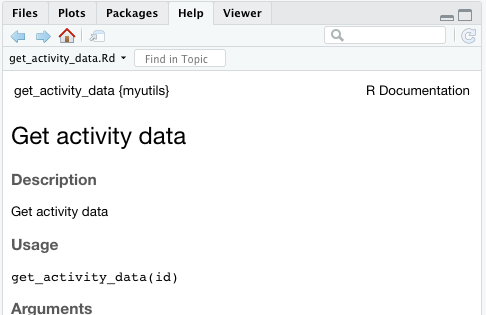 Files Plots Packages Help Viewer
get_activity_data.Rd Find in Topic
get_activity_data {myutils} R Documentation
Get activity data
Description
Get activity data
Usage
get_activity_data(id)
Arguments